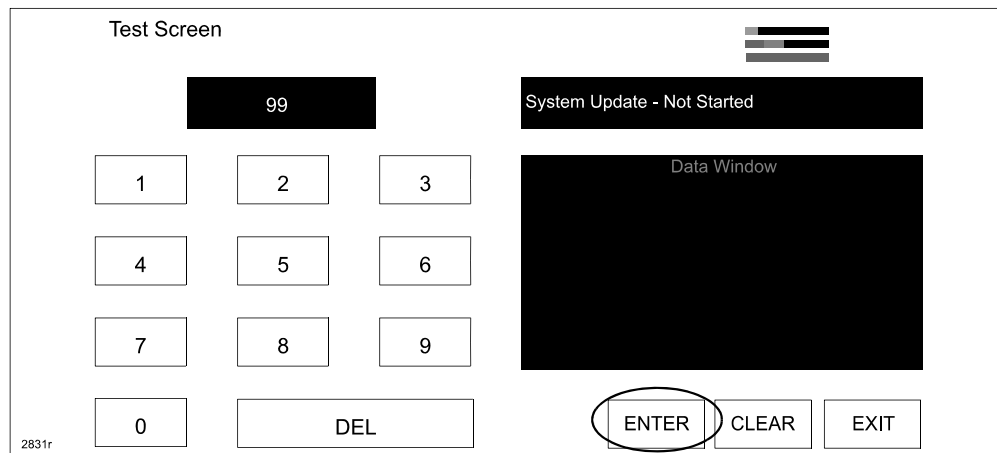 Test Screen
99
System Update - Not Started
Data Window
1 2 3
4 5 6
7 8 9
0 DEL
ENTER CLEAR EXIT
2831r